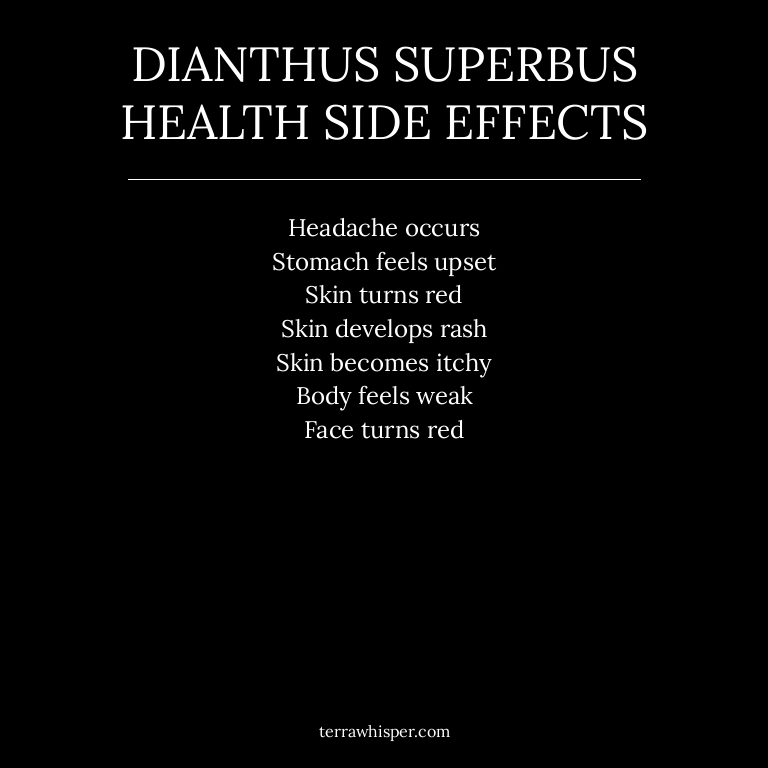 DIANTHUS SUPERBUS
HEALTH SIDE EFFECTS
Headache occurs
Stomach feels upset
Skin turns red
Skin develops rash
Skin becomes itchy
Body feels weak
Face turns red
terrawhisper.com